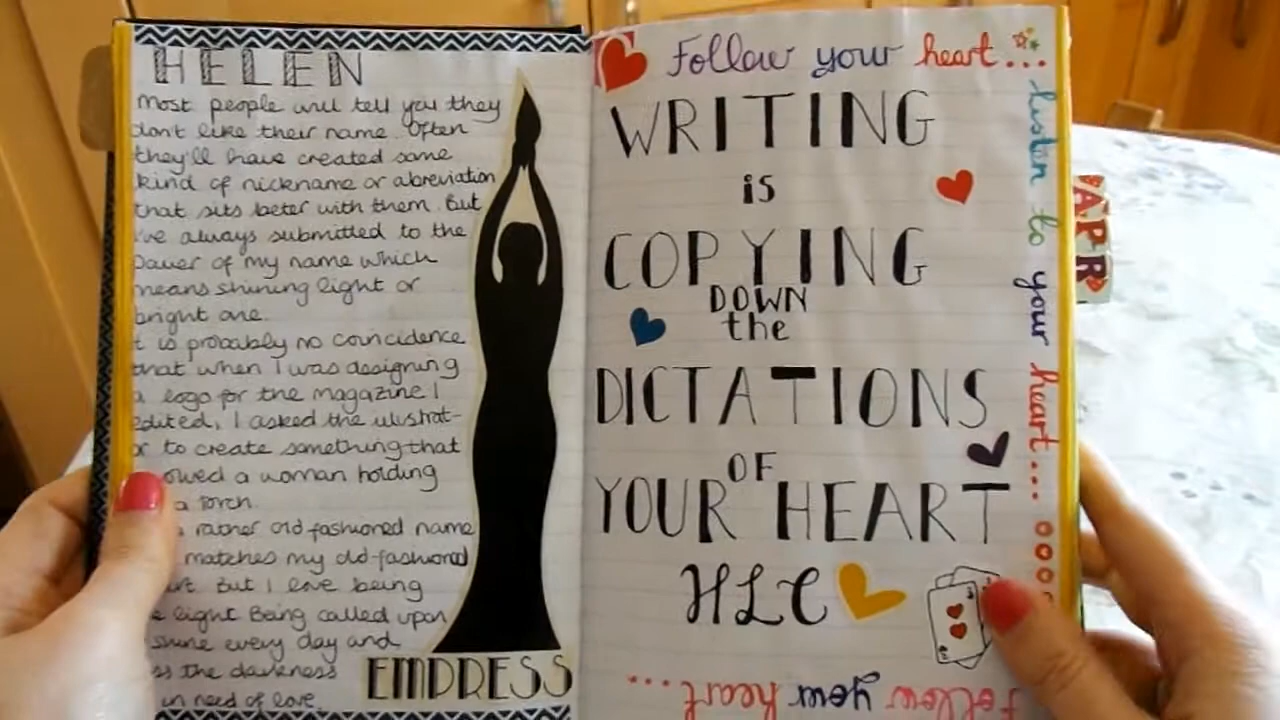 HELEN
Most people will tell you they
don't like their name. Often
they'll have created some
kind of nickname or abreviation
that sits beter with them. But
I've always submitted to the
power of my name which
means shining light or
bright one.
t is probably no coincidence
that when I was designing
a logo for the magazine I
edited, I asked the illustrat-
or to create something that
owed a woman holding
a torch.
rather old fashioned name
matches my old-fashioned
But I love being
light. Being called upon
shine every day and
ss the darkness
in need of love.
EMPRESS
Follow your heart...
WRITING
is
COPYING
DOWN
the
DICTATIONS
OF
YOUR HEART
HLC
listen to your heart....
follow your heart...
APR